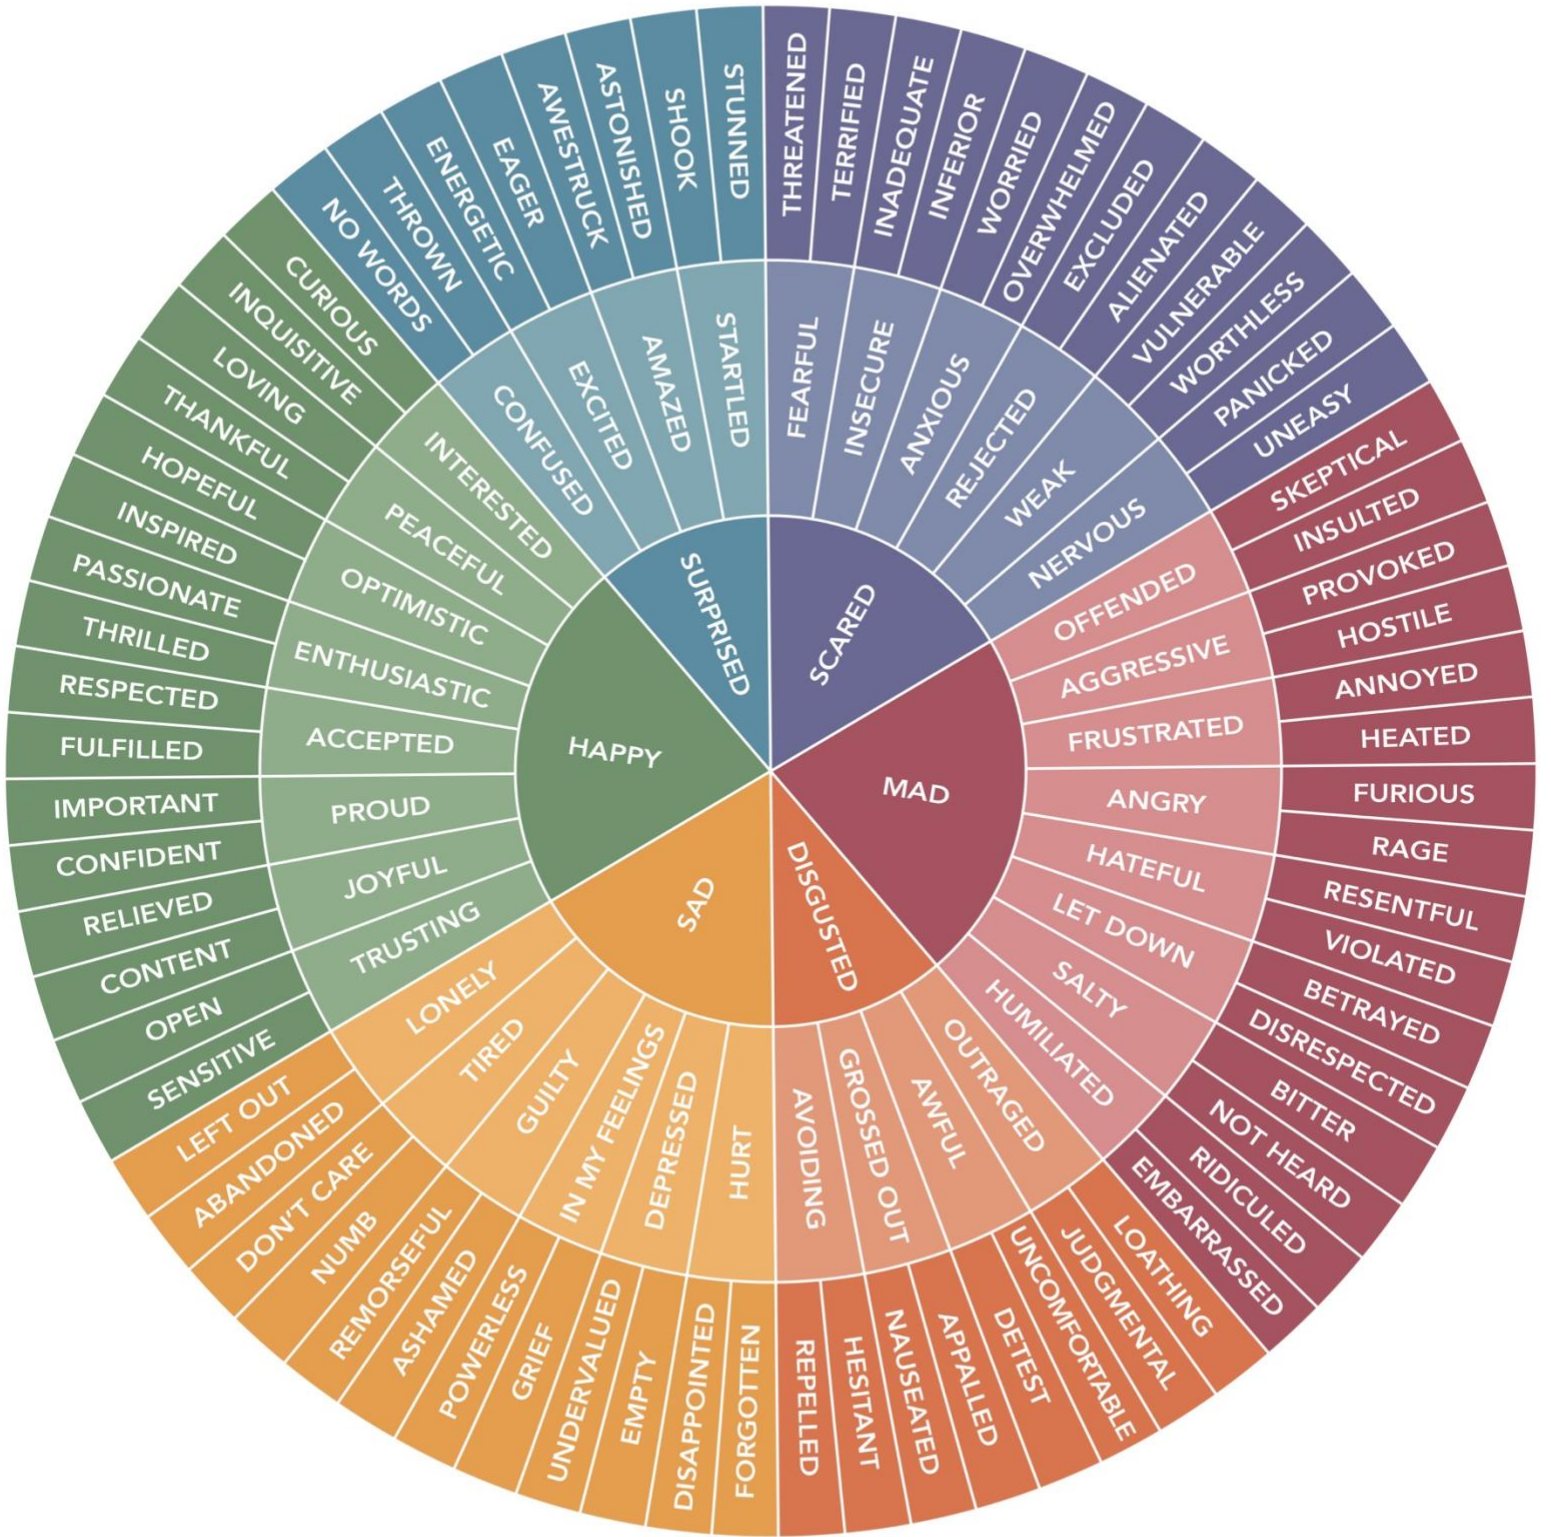 SURPRISED
SCARED
MAD
DISGUSTED
SAD
HAPPY
CONFUSED
EXCITED
AMAZED
STARTLED
FEARFUL
INSECURE
ANXIOUS
REJECTED
WEAK
NERVOUS
OFFENDED
AGGRESSIVE
FRUSTRATED
ANGRY
HATEFUL
LET DOWN
SALTY
HUMILIATED
OUTRAGED
AWFUL
GROSSED OUT
AVOIDING
HURT
DEPRESSED
IN MY FEELINGS
GUILTY
TIRED
LONELY
TRUSTING
JOYFUL
PROUD
ACCEPTED
ENTHUSIASTIC
OPTIMISTIC
PEACEFUL
INTERESTED
NO WORDS
THROWN
ENERGETIC
EAGER
AWESTRUCK
ASTONISHED
SHOOK
STUNNED
THREATENED
TERRIFIED
INADEQUATE
INFERIOR
WORRIED
OVERWHELMED
EXCLUDED
ALIENATED
VULNERABLE
WORTHLESS
PANICKED
UNEASY
SKEPTICAL
INSULTED
PROVOKED
HOSTILE
ANNOYED
HEATED
FURIOUS
RAGE
RESENTFUL
VIOLATED
BETRAYED
DISRESPECTED
BITTER
NOT HEARD
RIDICULED
EMBARRASSED
LOATHING
JUDGMENTAL
UNCOMFORTABLE
DETEST
APPALLED
NAUSEATED
HESITANT
REPELLED
FORGOTTEN
DISAPPOINTED
EMPTY
UNDERVALUED
GRIEF
POWERLESS
ASHAMED
REMORSEFUL
NUMB
DON'T CARE
ABANDONED
LEFT OUT
SENSITIVE
OPEN
CONTENT
RELIEVED
CONFIDENT
IMPORTANT
FULFILLED
RESPECTED
THRILLED
PASSIONATE
INSPIRED
HOPEFUL
THANKFUL
LOVING
INQUISITIVE
CURIOUS